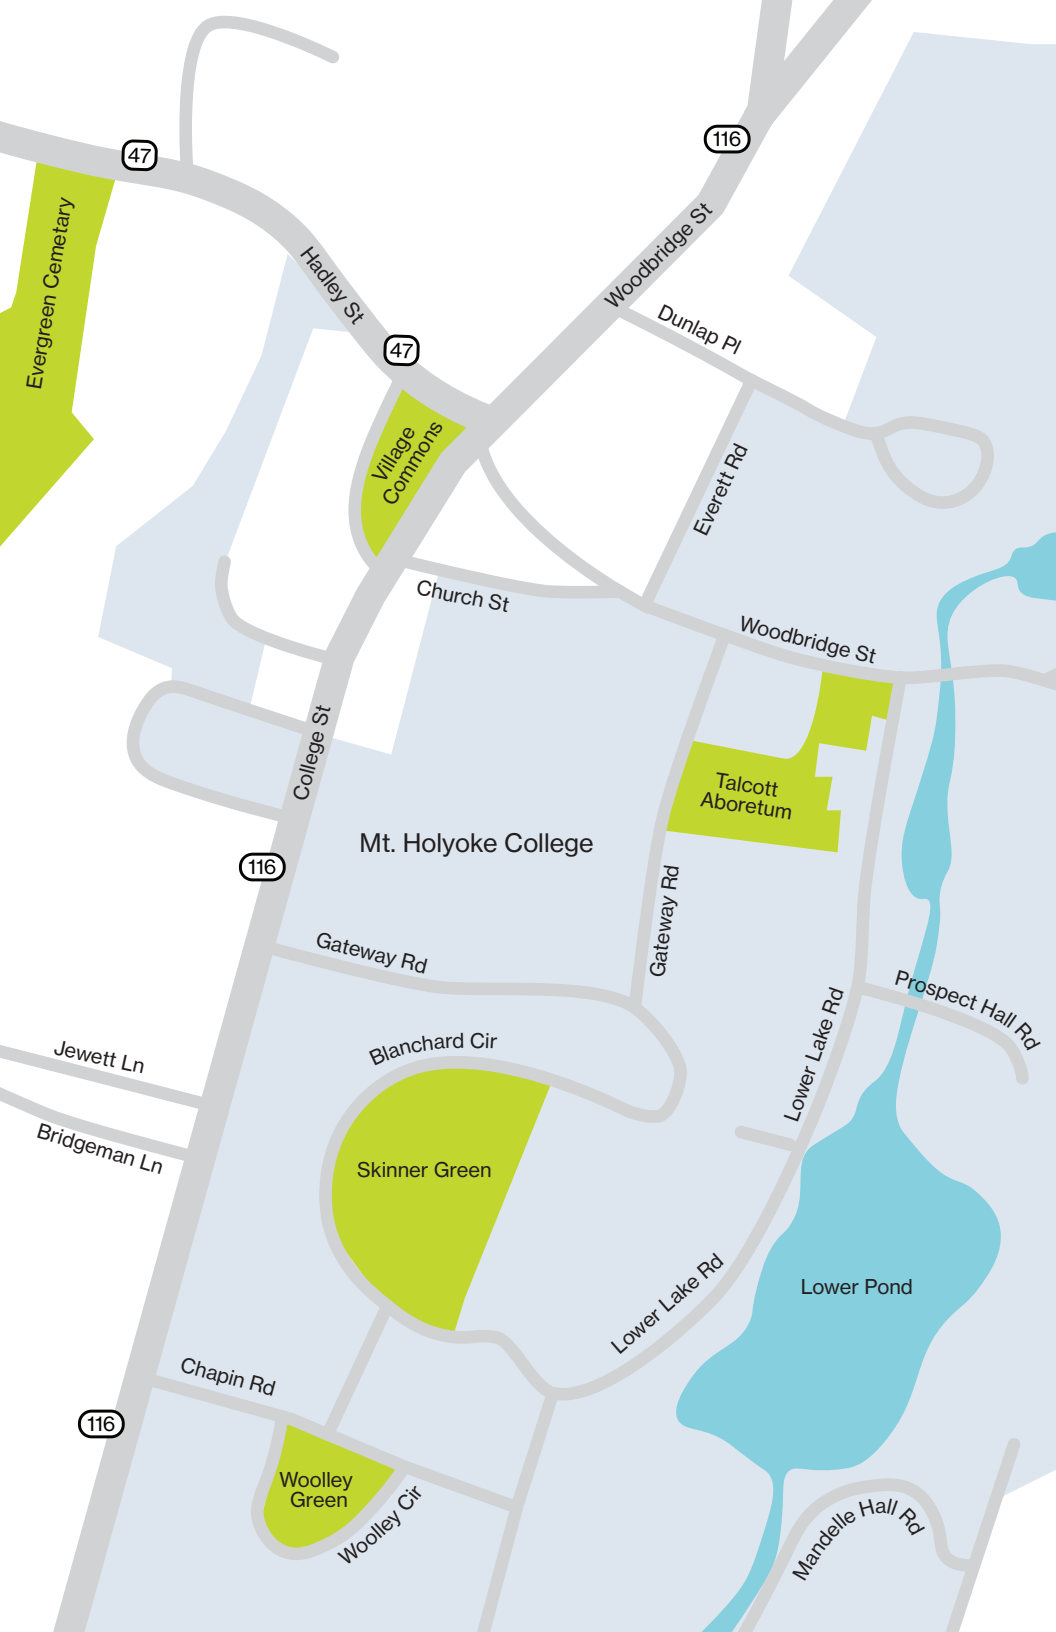 116
47
Evergreen Cemetary
Woodbridge St
Hadley St
Dunlap Pl
47
Village
Commons
Everett Rd
Church St
Woodbridge St
College St
Talcott
Aboretum
Mt. Holyoke College
116
Gateway Rd
Gateway Rd
Prospect Hall Rd
Lower Lake Rd
Blanchard Cir
Jewett Ln
Bridgeman Ln
Skinner Green
Lower Lake Rd
Lower Pond
Chapin Rd
116
Woolley
Green
Woolley Cir
Mandelle Hall Rd